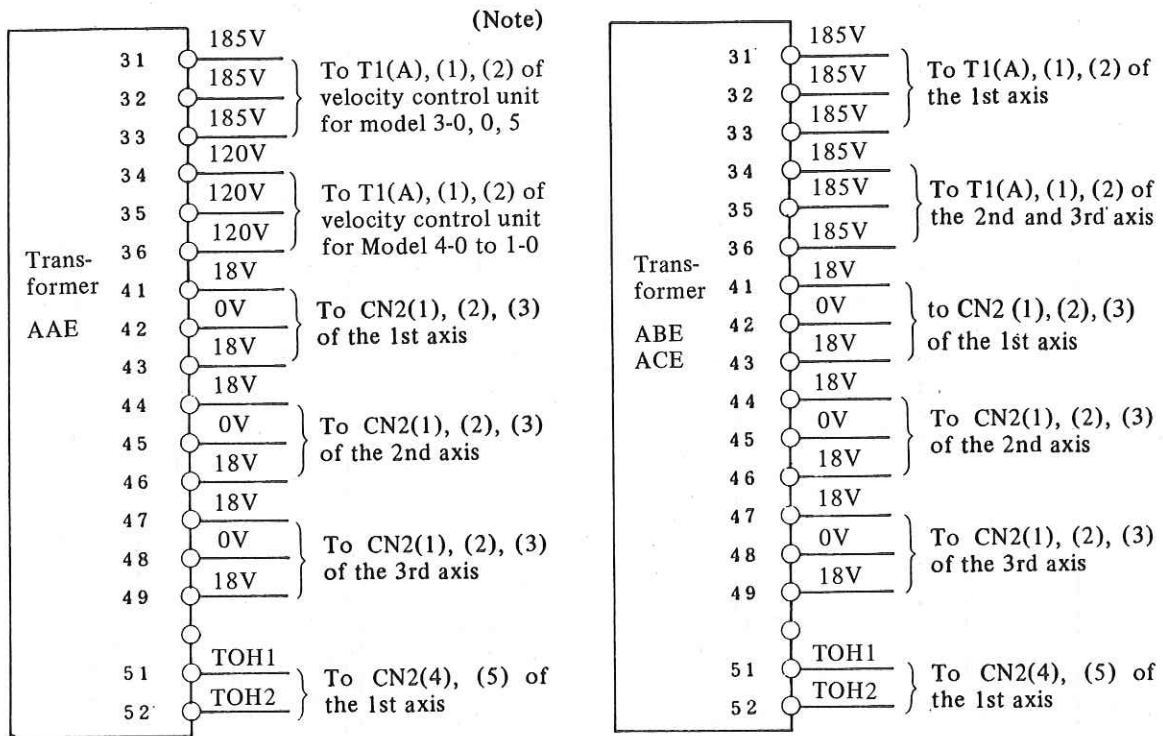 (Note)
Trans-
former
AAE
31 185V
32 185V
33 185V
To T1(A), (1), (2) of
velocity control unit
for model 3-0, 0, 5
34 120V
35 120V
36 120V
To T1(A), (1), (2) of
velocity control unit
for Model 4-0 to 1-0
41 18V
42 0V
43 18V
To CN2(1), (2), (3)
of the 1st axis
44 18V
45 0V
46 18V
To CN2(1), (2), (3)
of the 2nd axis
47 18V
48 0V
49 18V
To CN2(1), (2), (3)
of the 3rd axis
51 TOH1
52 TOH2
To CN2(4), (5) of
the 1st axis
Trans-
former
ABE
ACE
31 185V
32 185V
33 185V
To T1(A), (1), (2) of
the 1st axis
34 185V
35 185V
36 185V
To T1(A), (1), (2) of
the 2nd and 3rd axis
41 18V
42 0V
43 18V
to CN2 (1), (2), (3)
of the 1st axis
44 18V
45 0V
46 18V
To CN2(1), (2), (3)
of the 2nd axis
47 18V
48 0V
49 18V
To CN2(1), (2), (3)
of the 3rd axis
51 TOH1
52 TOH2
To CN2(4), (5) of
the 1st axis